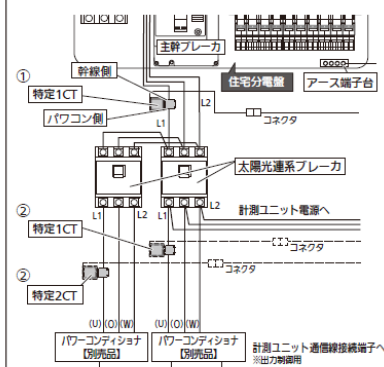 主幹ブレーカ
幹線側
①
特定1CT
パワコン側
L1
L2
住宅分電盤
アース端子台
コネクタ
太陽光連系ブレーカ
L1
L2
L1
L2
計測ユニット電源へ
②
特定1CT
コネクタ
②
コネクタ
特定2CT
(U) (O) (W)
(U) (O) (W)
パワーコンディショナ
【別売品】
パワーコンディショナ
【別売品】
計測ユニット通信線接続端子へ
※出力制御用